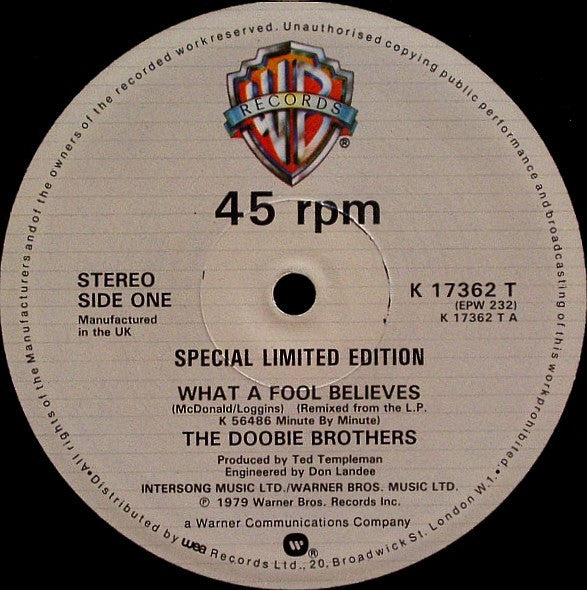 All rights of the Manufacturers and of the owners of the recorded work reserved. Unauthorised copying public performance and broadcasting of this work prohibited.
WB
RECORDS
®
45 rpm
STEREO
SIDE ONE
Manufactured
in the UK
K 17362 T
(EPW 232)
K 17362 T A
SPECIAL LIMITED EDITION
WHAT A FOOL BELIEVES
(McDonald/Loggins) (Remixed from the L.P.
K 56486 Minute By Minute)
THE DOOBIE BROTHERS
Produced by Ted Templeman
Engineered by Don Landee
INTERSONG MUSIC LTD./WARNER BROS. MUSIC LTD.
℗ 1979 Warner Bros. Records Inc.
a Warner Communications Company
W ®
•Distributed by wea Records Ltd., 20, Broadwick St. London W.1.•